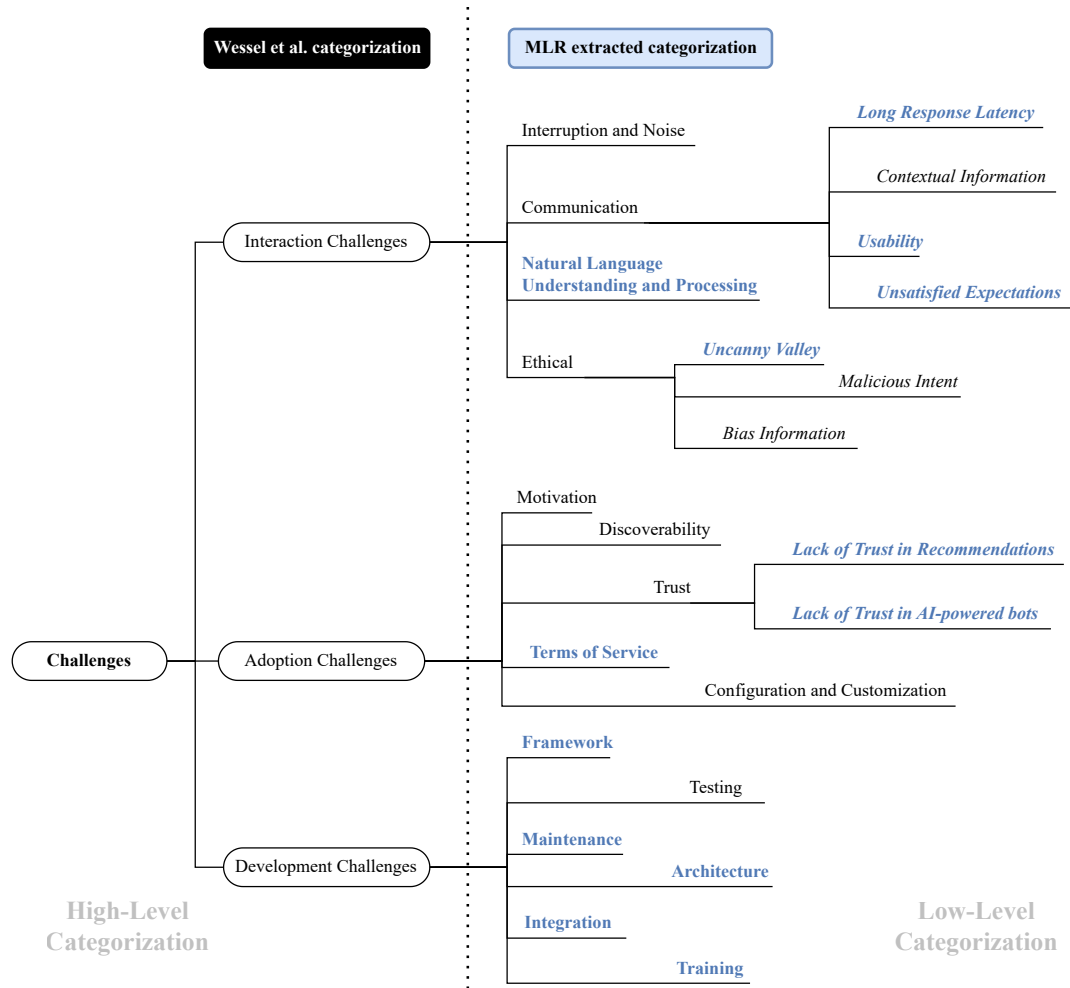 Wessel et al. categorization
MLR extracted categorization
Long Response Latency
Interruption and Noise
Contextual Information
Communication
Interaction Challenges
Usability
Natural Language
Understanding and Processing
Unsatisfied Expectations
Uncanny Valley
Ethical
Malicious Intent
Bias Information
Motivation
Discoverability
Lack of Trust in Recommendations
Trust
Lack of Trust in AI-powered bots
Challenges
Adoption Challenges
Terms of Service
Configuration and Customization
Framework
Testing
Maintenance
Development Challenges
Architecture
High-Level
Categorization
Integration
Low-Level
Categorization
Training